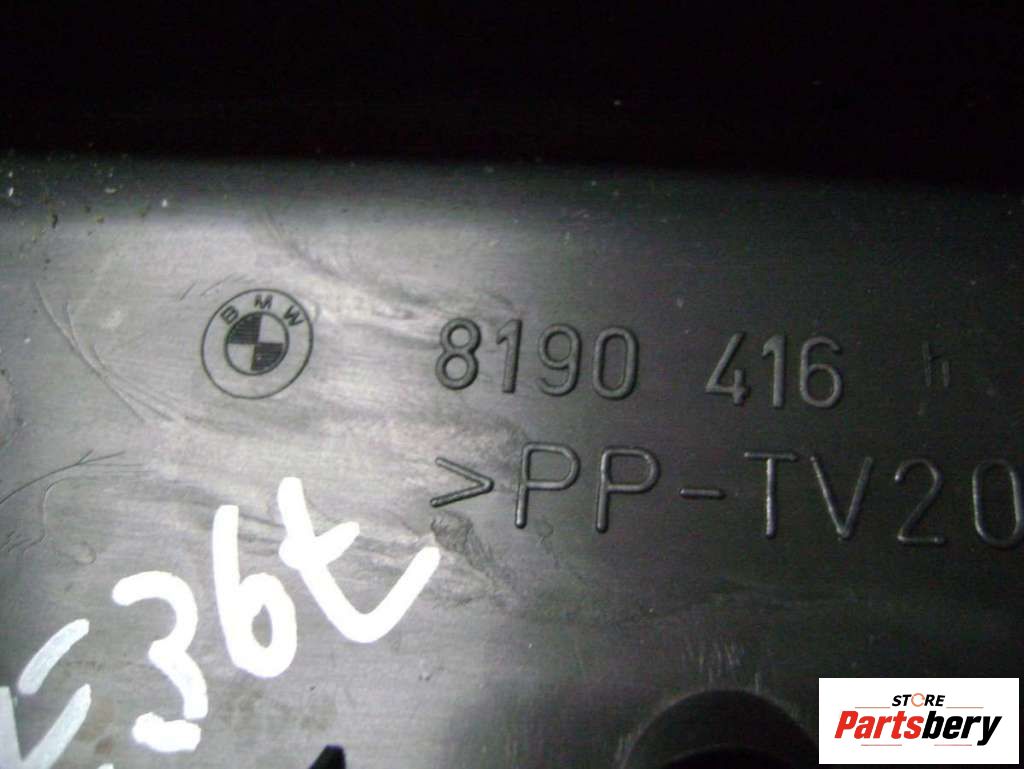 BMW
8190 416
>PP-TV20
E36t
STORE
Partsbery